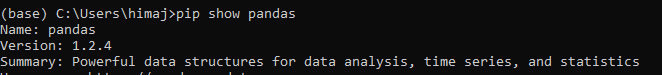 (base) C:\Users\himaj>pip show pandas
Name: pandas
Version: 1.2.4
Summary: Powerful data structures for data analysis, time series, and statistics